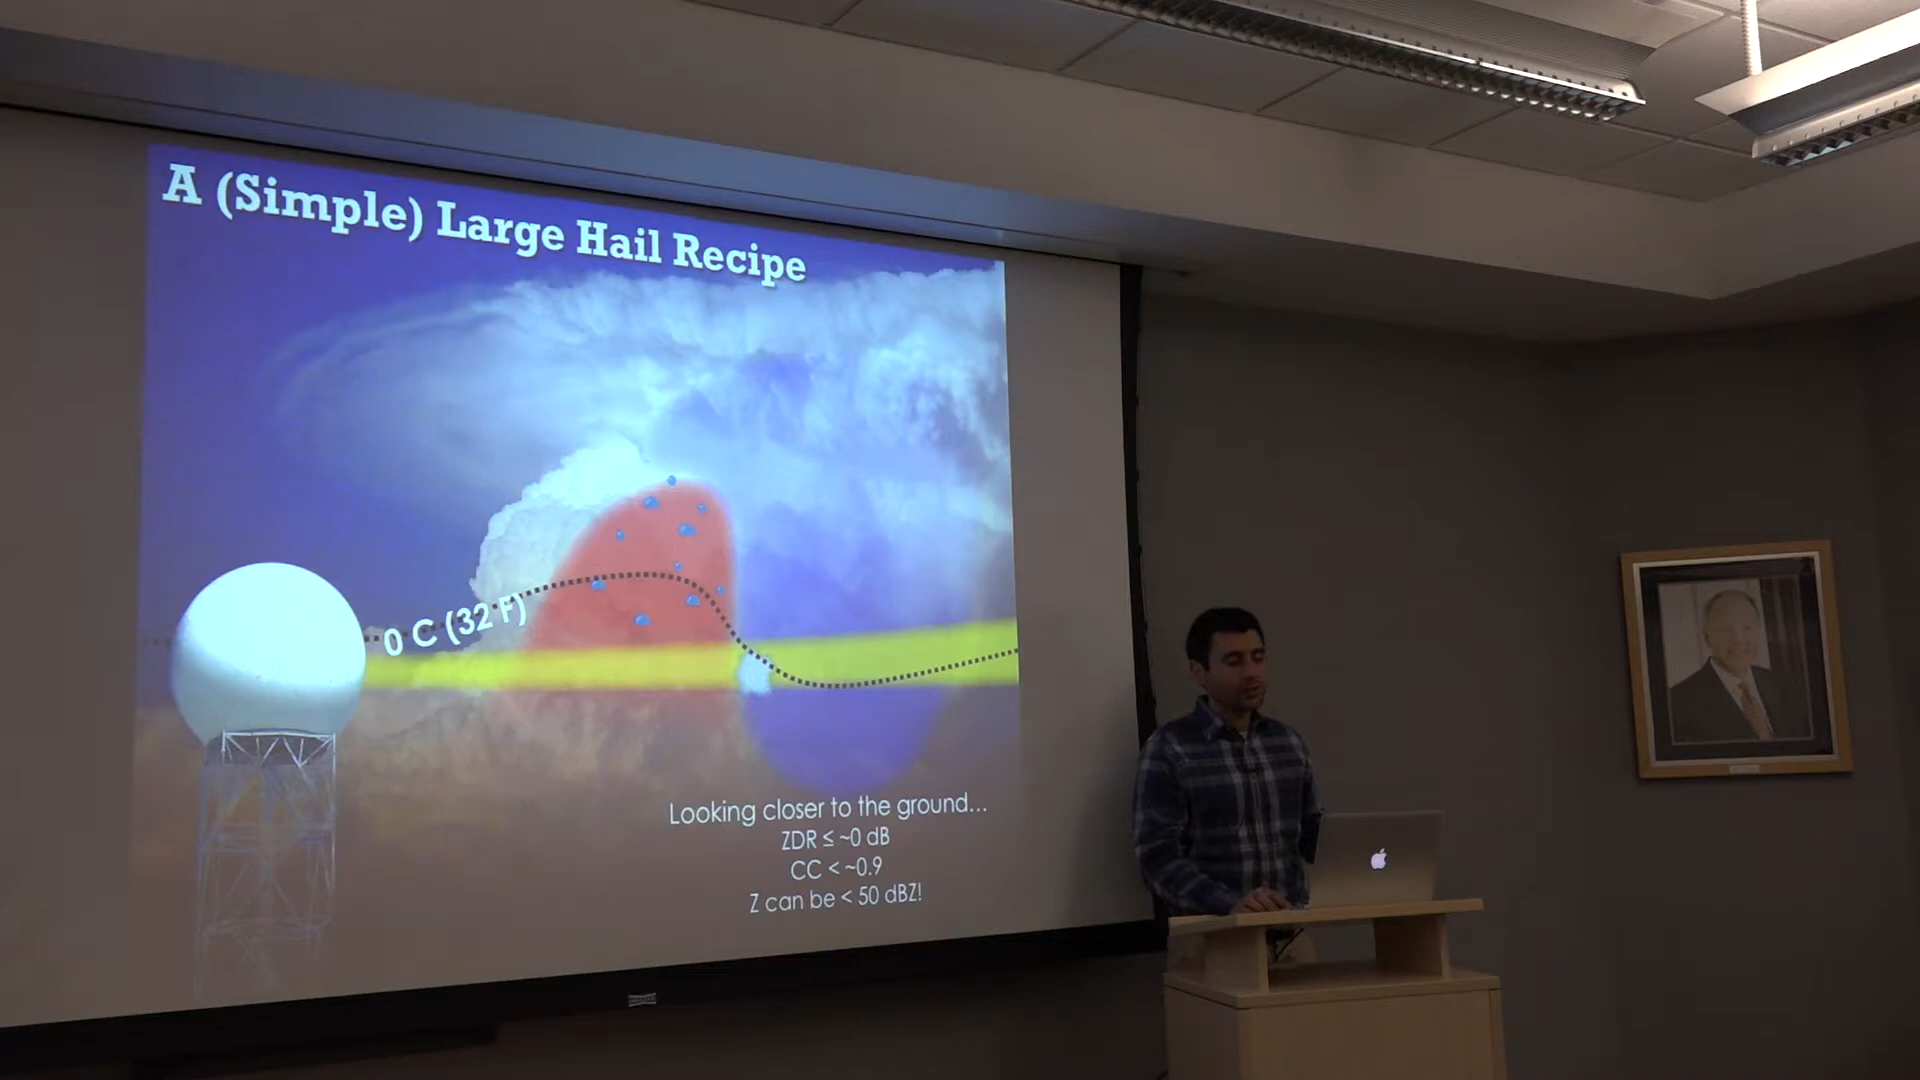 A (Simple) Large Hail Recipe
0 C (32 F)
Looking closer to the ground...
ZDR ≤ ~0 dB
CC < ~0.9
Z can be < 50 dBZ!